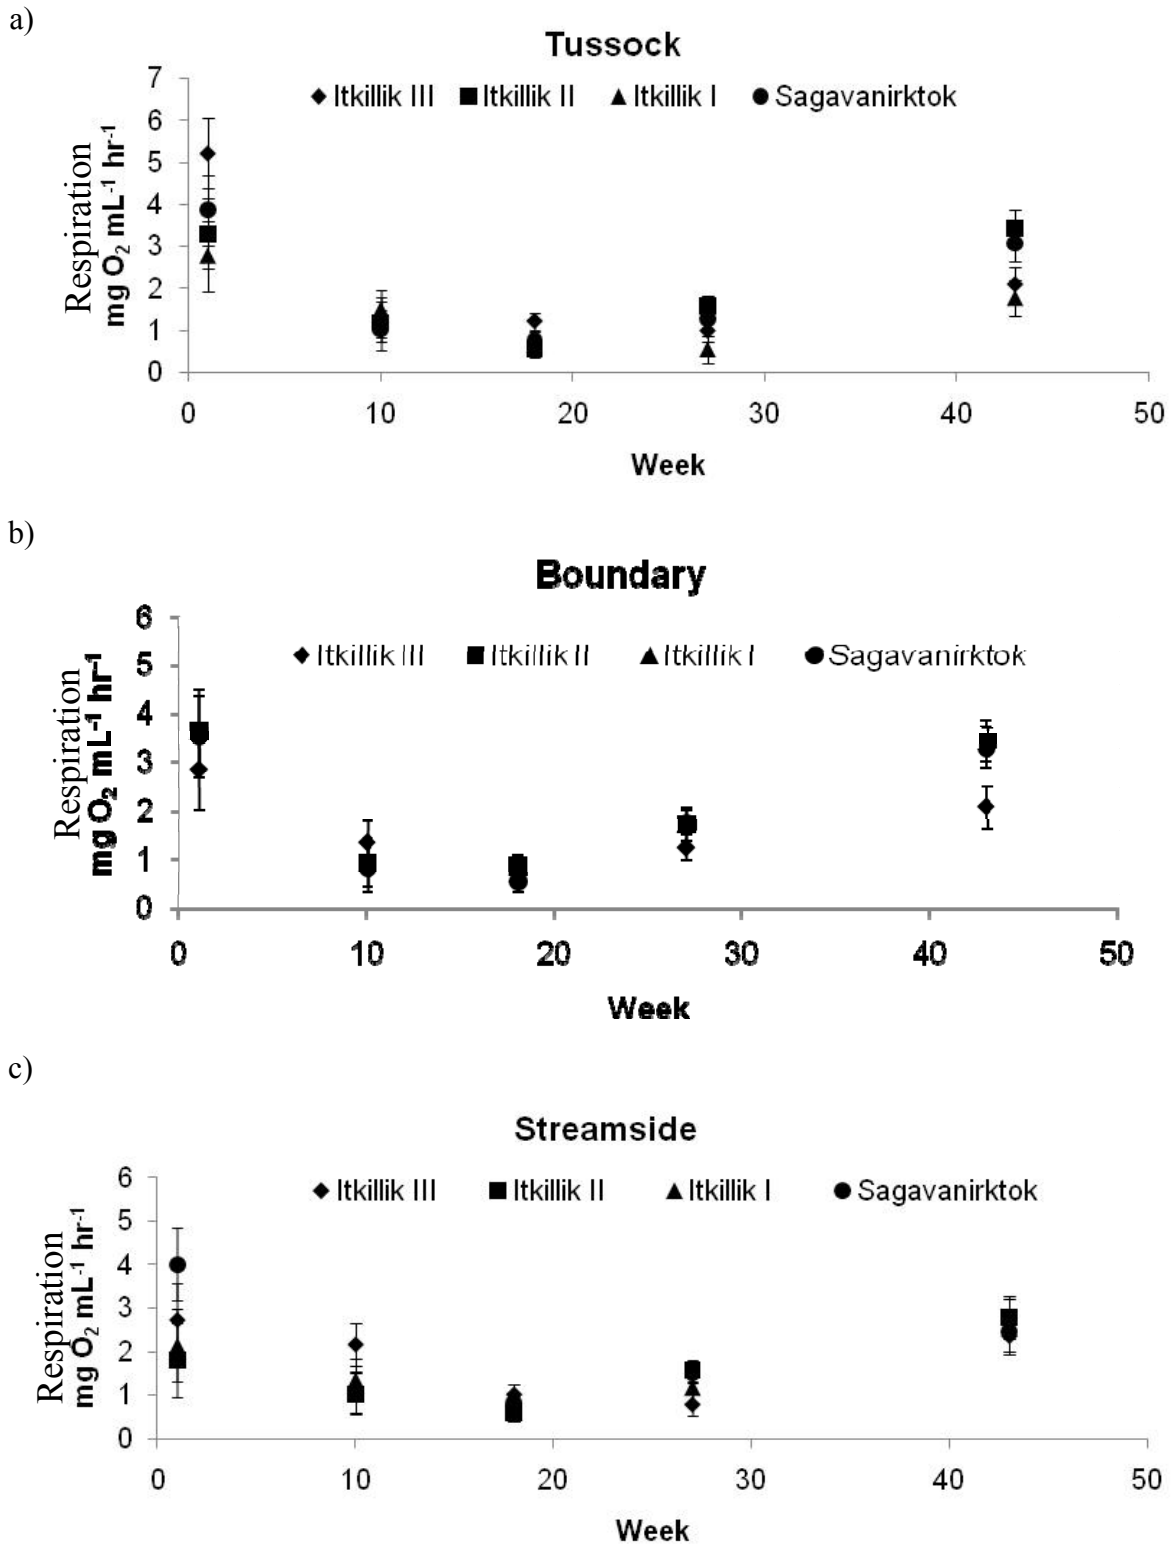 a)
Tussock
◆ Itkillik III ■ Itkillik II ▲ Itkillik I ● Sagavanirktok
Respiration
mg O₂ mL⁻¹ hr⁻¹
7
6
5
4
3
2
1
0
0 10 20 30 40 50
Week
b)
Boundary
◆ Itkillik III ■ Itkillik II ▲ Itkillik I ● Sagavanirktok
Respiration
mg O₂ mL⁻¹ hr⁻¹
6
5
4
3
2
1
0
0 10 20 30 40 50
Week
c)
Streamside
◆ Itkillik III ■ Itkillik II ▲ Itkillik I ● Sagavanirktok
Respiration
mg O₂ mL⁻¹ hr⁻¹
6
5
4
3
2
1
0
0 10 20 30 40 50
Week